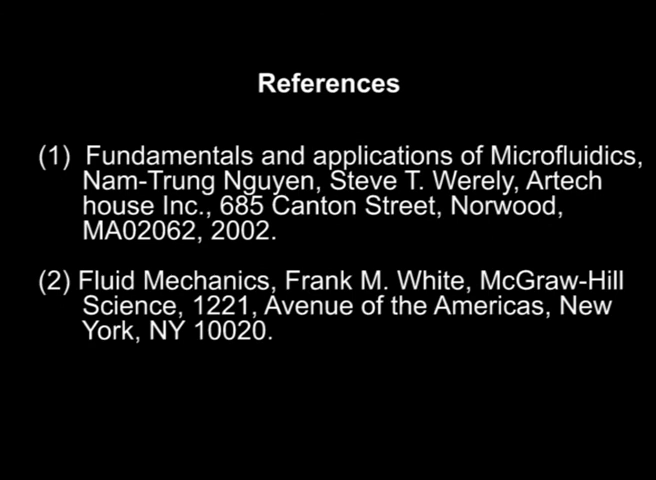 References
(1) Fundamentals and applications of Microfluidics,
Nam-Trung Nguyen, Steve T. Werely, Artech
house Inc., 685 Canton Street, Norwood,
MA02062, 2002.
(2) Fluid Mechanics, Frank M. White, McGraw-Hill
Science, 1221, Avenue of the Americas, New
York, NY 10020.